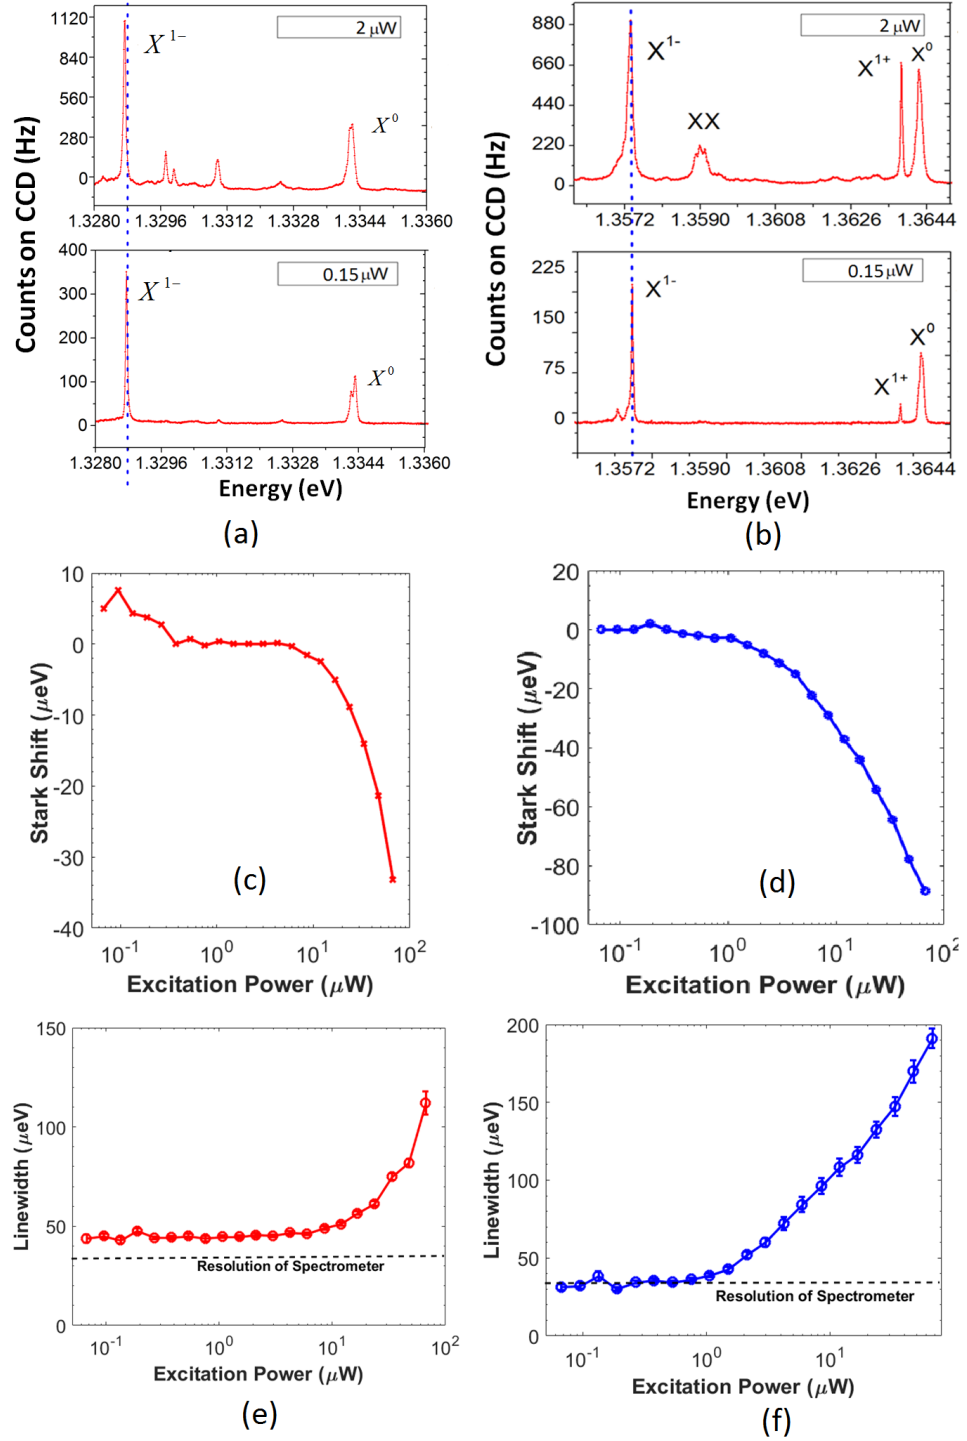 1120
840
560
280
0
X 1−
2 μW
X 0
1.3280 1.3296 1.3312 1.3328 1.3344 1.3360
Counts on CCD (Hz)
400
300
200
100
0
X 1−
0.15 μW
X 0
1.3280 1.3296 1.3312 1.3328 1.3344 1.3360
Energy (eV)
(a)
880
660
440
220
0
X1-
XX
2 μW
X1+
X0
1.3572 1.3590 1.3608 1.3626 1.3644
Counts on CCD (Hz)
225
150
75
0
X1-
0.15 μW
X1+
X0
1.3572 1.3590 1.3608 1.3626 1.3644
Energy (eV)
(b)
10
0
-10
-20
-30
-40
Stark Shift (μeV)
(c)
10-1 100 101 102
Excitation Power (μW)
20
0
-20
-40
-60
-80
-100
Stark Shift (μeV)
(d)
10-1 100 101 102
Excitation Power (μW)
150
100
50
0
Linewidth (μeV)
Resolution of Spectrometer
10-1 100 101 102
Excitation Power (μW)
(e)
200
150
100
50
0
Linewidth (μeV)
Resolution of Spectrometer
10-1 100 101
Excitation Power (μW)
(f)